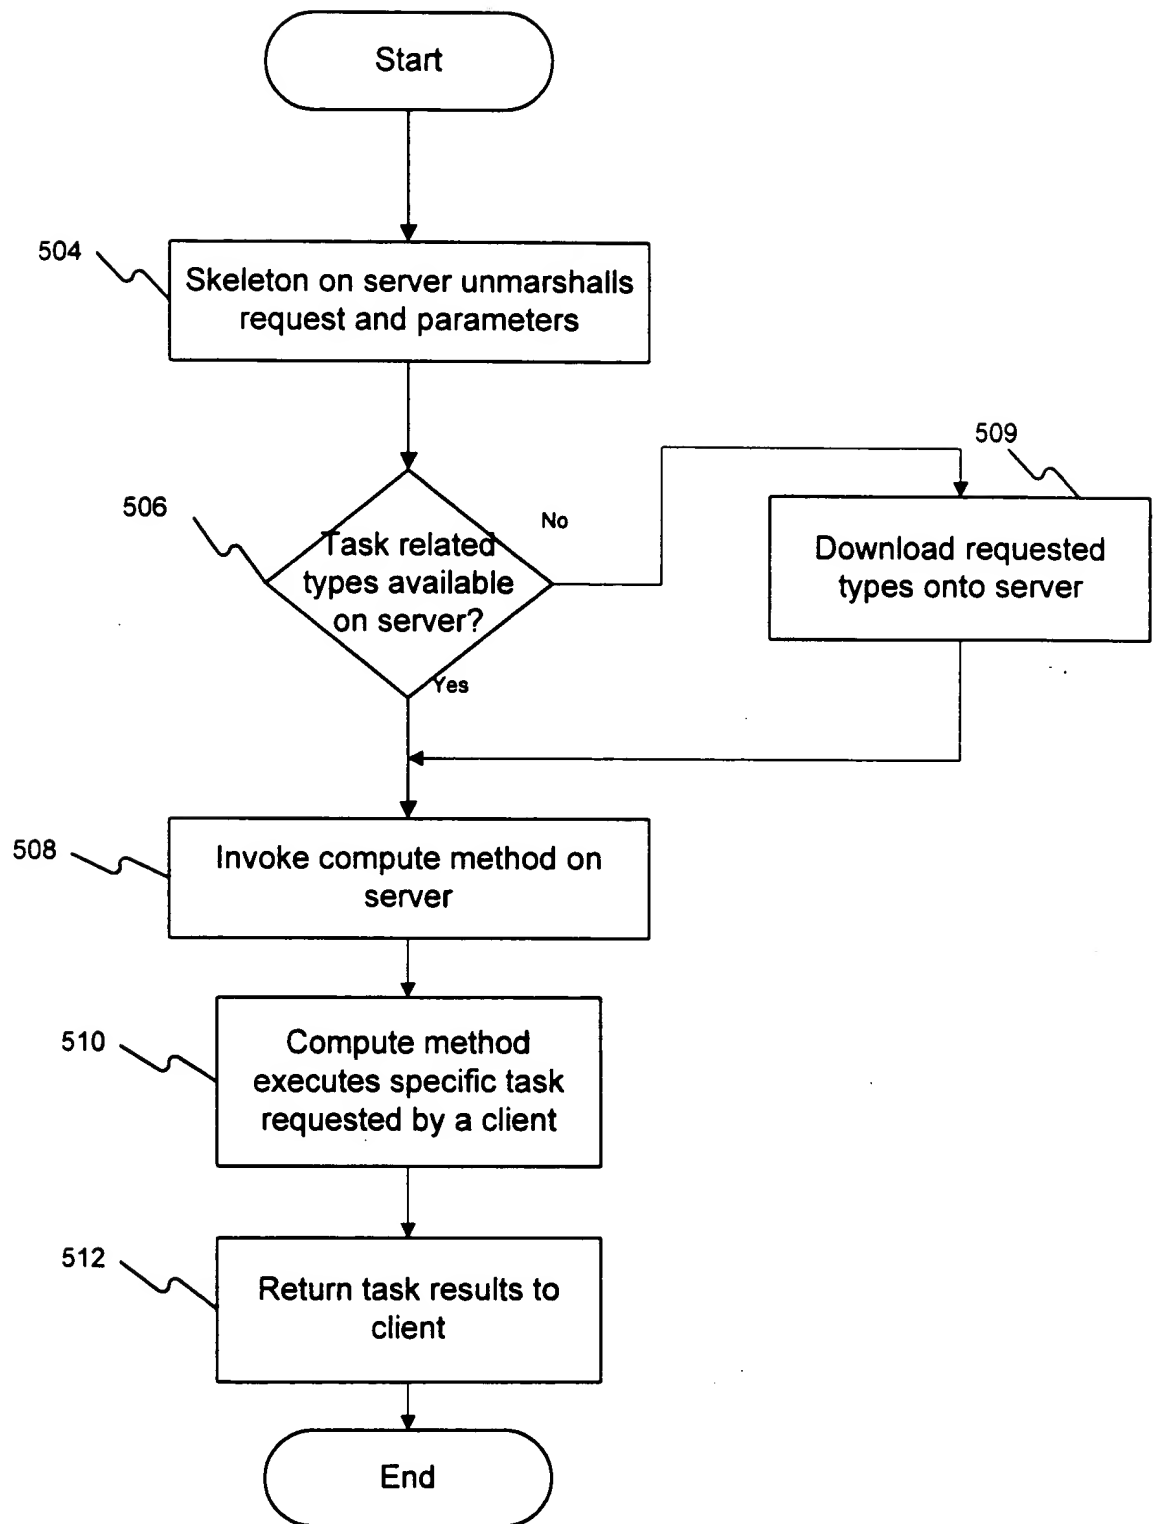 Start
504
Skeleton on server unmarshalls
request and parameters
506
Task related
types available
on server?
No
Yes
509
Download requested
types onto server
508
Invoke compute method on
server
510
Compute method
executes specific task
requested by a client
512
Return task results to
client
End